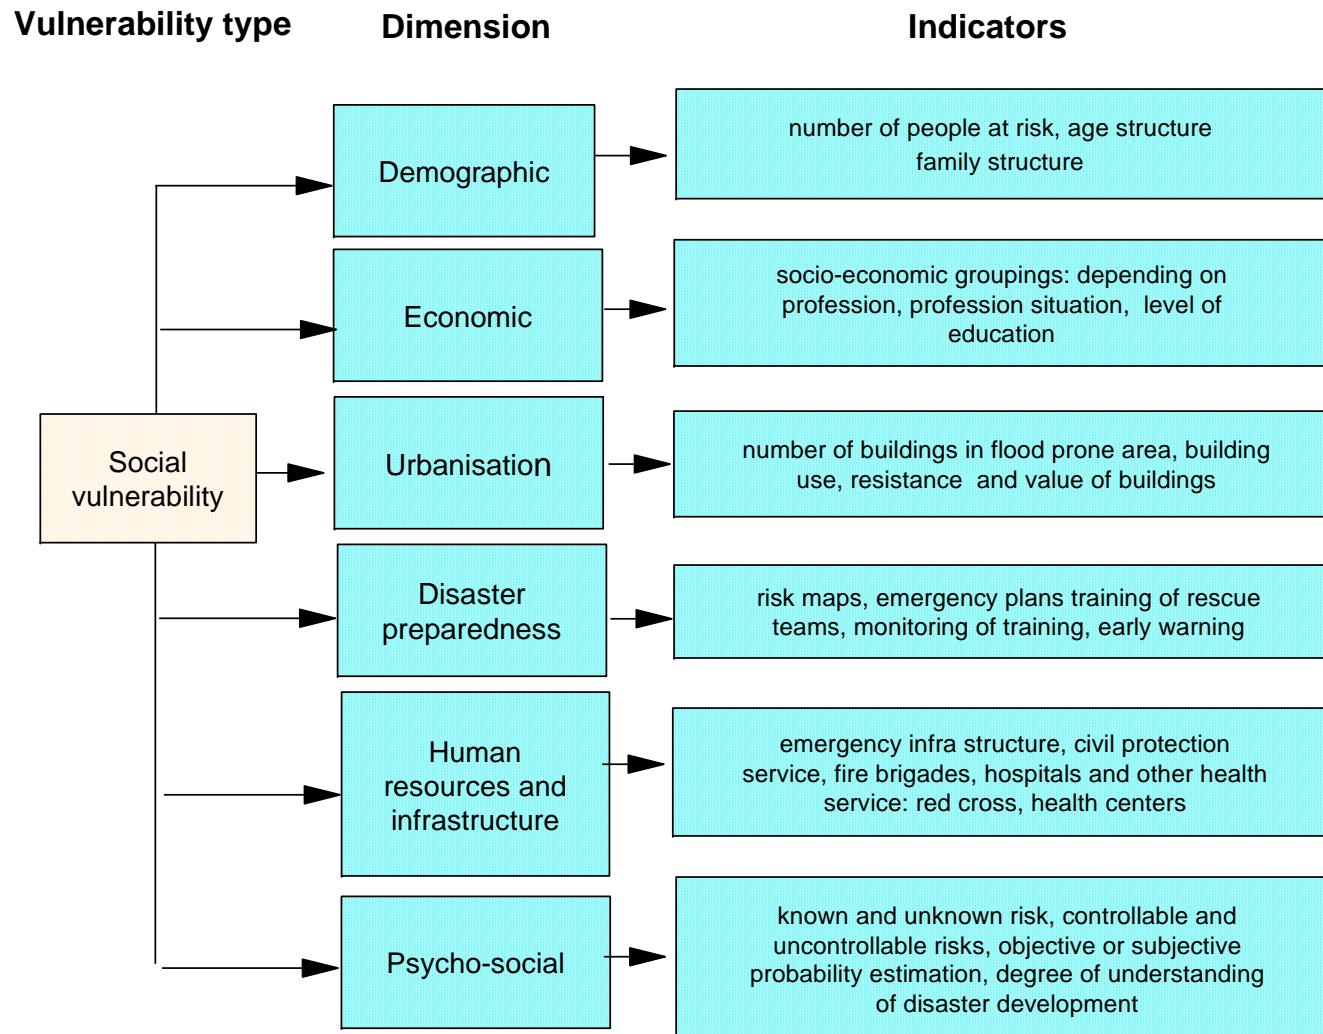 Vulnerability type
Dimension
Indicators
Demographic
number of people at risk, age structure
family structure
Economic
socio-economic groupings: depending on
profession, profession situation,  level of
education
Social
vulnerability
Urbanisation
number of buildings in flood prone area, building
use, resistance  and value of buildings
Disaster
preparedness
risk maps, emergency plans training of rescue
teams, monitoring of training, early warning
Human
resources and
infrastructure
emergency infra structure, civil protection
service, fire brigades, hospitals and other health
service: red cross, health centers
Psycho-social
known and unknown risk, controllable and
uncontrollable risks, objective or subjective
probability estimation, degree of understanding
of disaster development